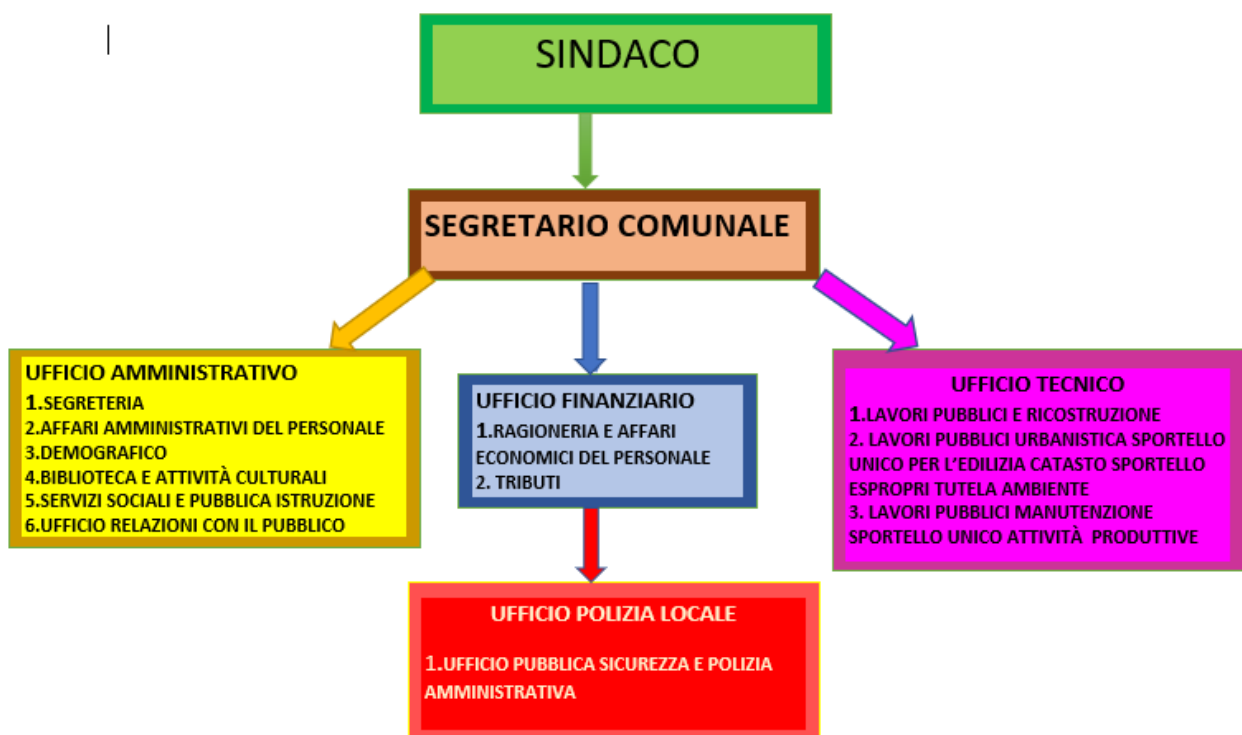 SINDACO
SEGRETARIO COMUNALE
UFFICIO AMMINISTRATIVO
1.SEGRETERIA
2.AFFARI AMMINISTRATIVI DEL PERSONALE
3.DEMOGRAFICO
4.BIBLIOTECA E ATTIVITÀ CULTURALI
5.SERVIZI SOCIALI E PUBBLICA ISTRUZIONE
6.UFFICIO RELAZIONI CON IL PUBBLICO
UFFICIO FINANZIARIO
1.RAGIONERIA E AFFARI
ECONOMICI DEL PERSONALE
2. TRIBUTI
UFFICIO TECNICO
1.LAVORI PUBBLICI E RICOSTRUZIONE
2. LAVORI PUBBLICI URBANISTICA SPORTELLO
UNICO PER L'EDILIZIA CATASTO SPORTELLO
ESPROPRI TUTELA AMBIENTE
3. LAVORI PUBBLICI MANUTENZIONE
SPORTELLO UNICO ATTIVITÀ PRODUTTIVE
UFFICIO POLIZIA LOCALE
1.UFFICIO PUBBLICA SICUREZZA E POLIZIA
AMMINISTRATIVA